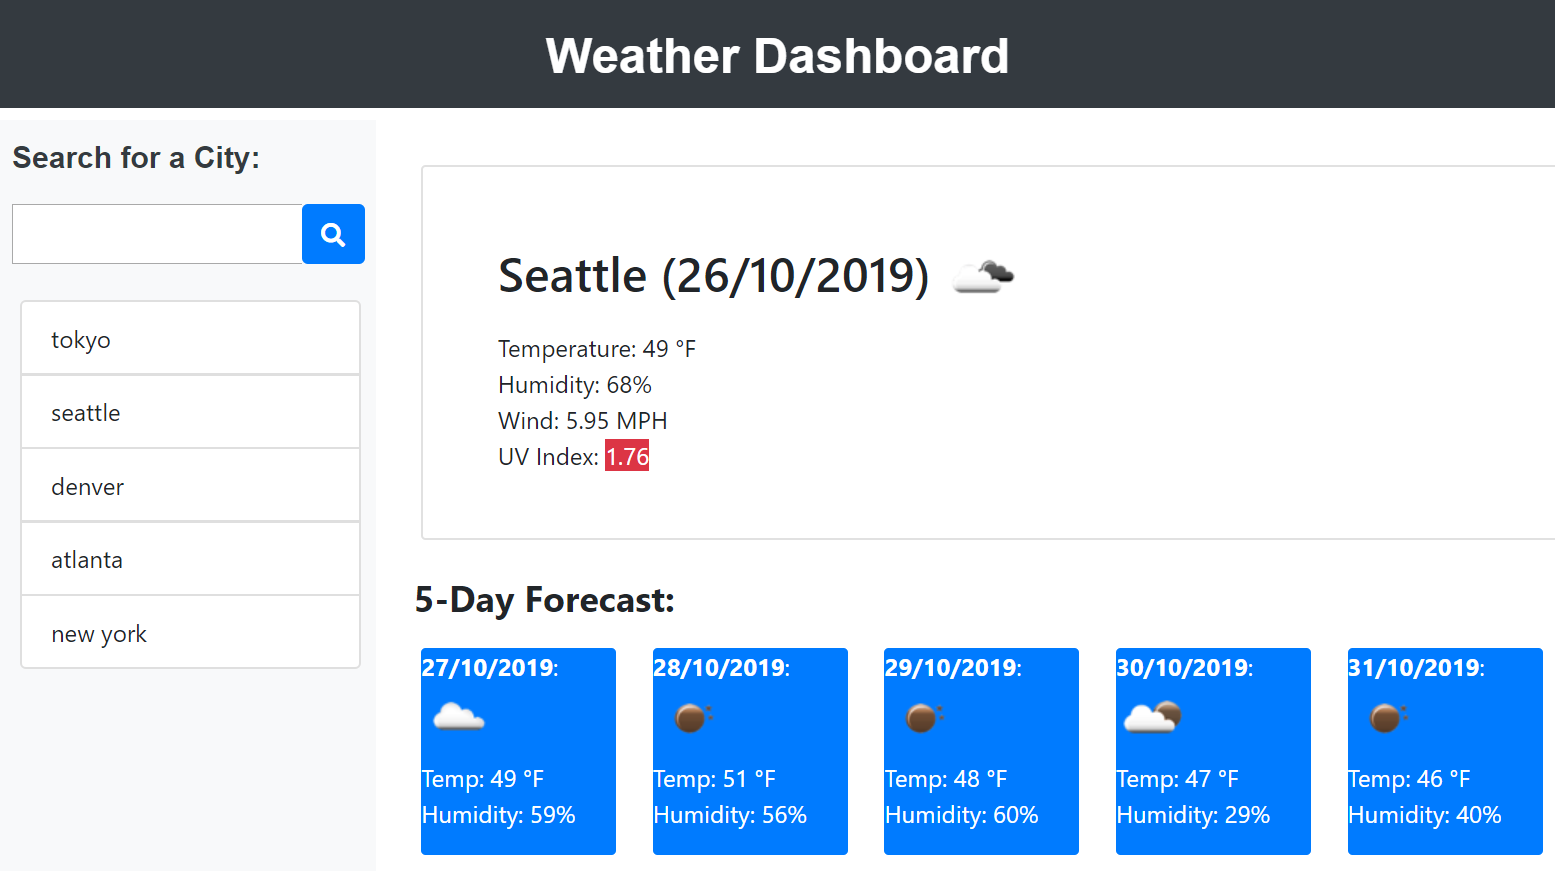 Weather Dashboard
Search for a City:
tokyo
seattle
denver
atlanta
new york
Seattle (26/10/2019)
Temperature: 49 °F
Humidity: 68%
Wind: 5.95 MPH
UV Index: 1.76
5-Day Forecast:
27/10/2019:
Temp: 49 °F
Humidity: 59%
28/10/2019:
Temp: 51 °F
Humidity: 56%
29/10/2019:
Temp: 48 °F
Humidity: 60%
30/10/2019:
Temp: 47 °F
Humidity: 29%
31/10/2019:
Temp: 46 °F
Humidity: 40%